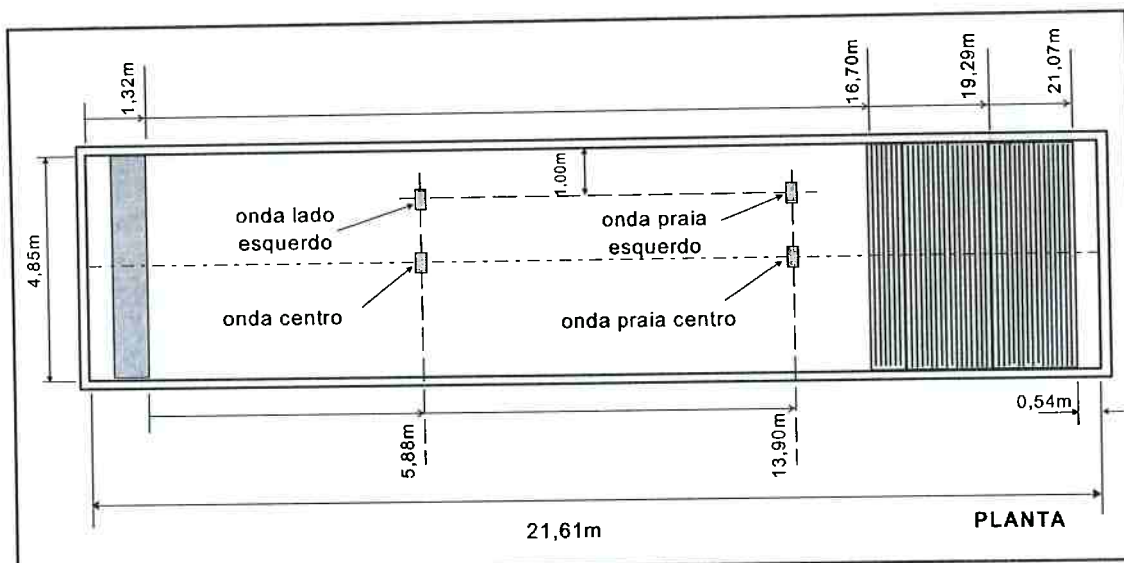 1,32m
16,70m
19,29m
21,07m
4,85m
1,00m
onda lado
esquerdo
onda praia
esquerdo
onda centro
onda praia centro
5,88m
13,90m
0,54m
21,61m
PLANTA